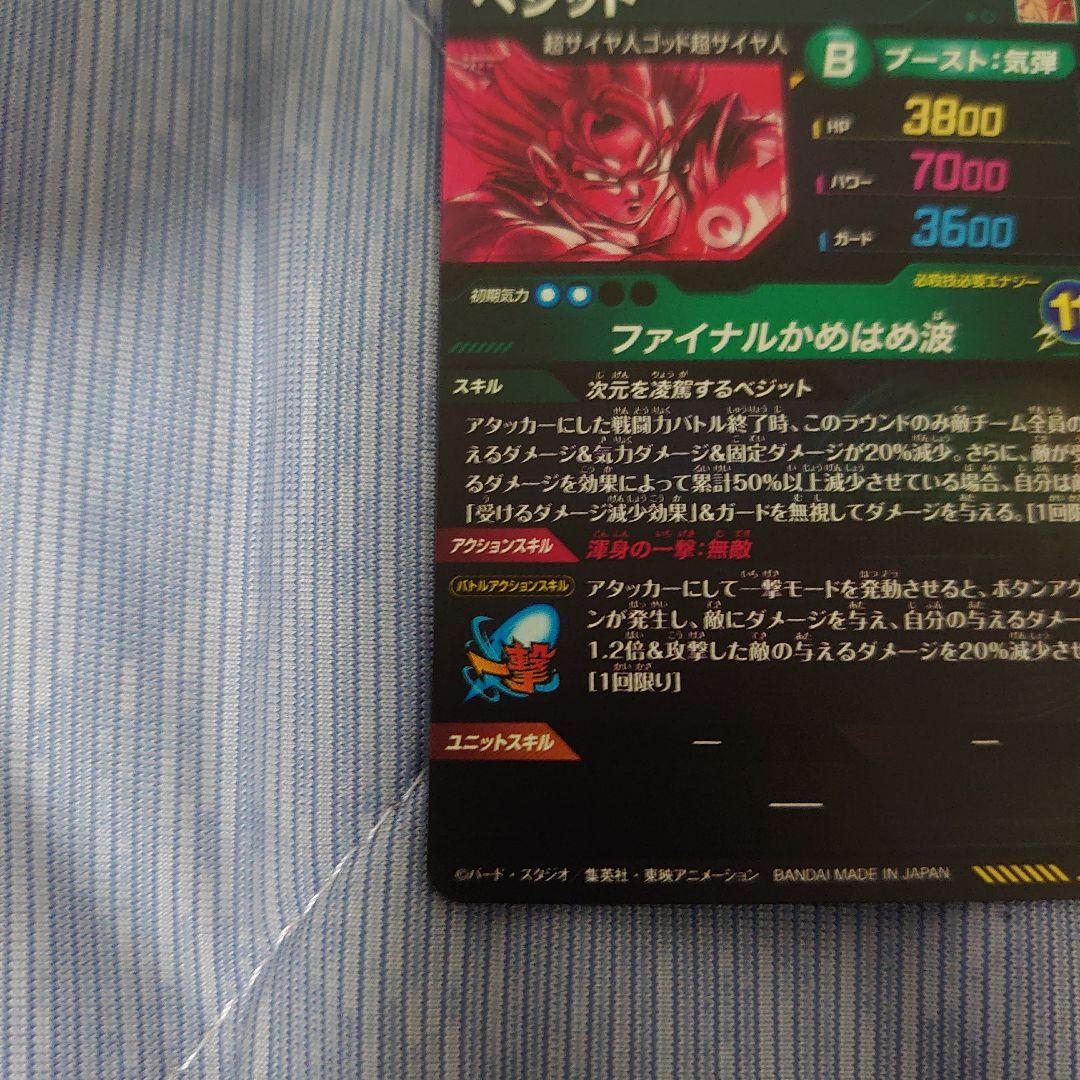 ベジット
超サイヤ人ゴッド超サイヤ人
B ブースト:気弾
HP 3800
パワー 7000
ガード 3600
初期気力
必殺技必要エナジー
11
ファイナルかめはめ波
スキル 次元を凌駕するベジット
アタッカーにした戦闘力バトル終了時、このラウンドのみ敵チーム全員の
えるダメージ&気力ダメージ&固定ダメージが20%減少。さらに、敵が
るダメージを効果によって累計50%以上減少させている場合、自分は
「受けるダメージ減少効果」&ガードを無視してダメージを与える。[1回限
アクションスキル 渾身の一撃:無敵
バトルアクションスキル
アタッカーにして一撃モードを発動させると、ボタンアク
ンが発生し、敵にダメージを与え、自分の与えるダメー
1.2倍&攻撃した敵の与えるダメージを20%減少させ
[1回限り]
一撃
ユニットスキル — —
—
©バード・スタジオ/集英社・東映アニメーション BANDAI MADE IN JAPAN